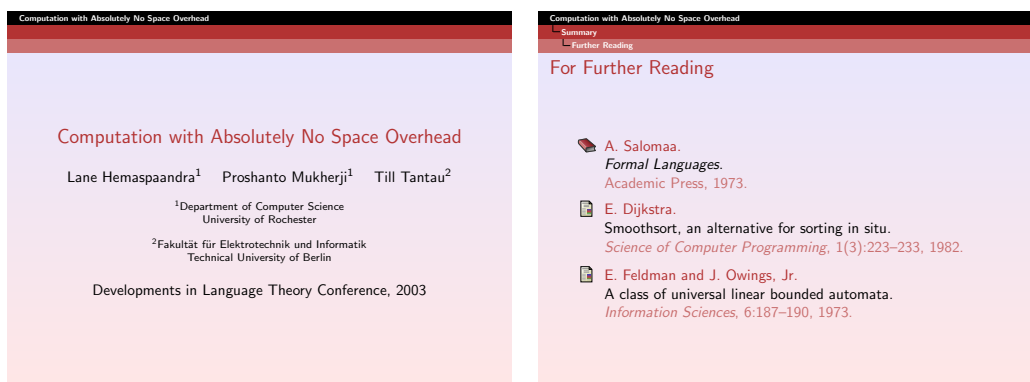 Computation with Absolutely No Space Overhead
Computation with Absolutely No Space Overhead
Lane Hemaspaandra1 Proshanto Mukherji1 Till Tantau2
1Department of Computer Science
University of Rochester
2Fakultät für Elektrotechnik und Informatik
Technical University of Berlin
Developments in Language Theory Conference, 2003
Computation with Absolutely No Space Overhead
Summary
Further Reading
For Further Reading
A. Salomaa.
Formal Languages.
Academic Press, 1973.
E. Dijkstra.
Smoothsort, an alternative for sorting in situ.
Science of Computer Programming, 1(3):223–233, 1982.
E. Feldman and J. Owings, Jr.
A class of universal linear bounded automata.
Information Sciences, 6:187–190, 1973.